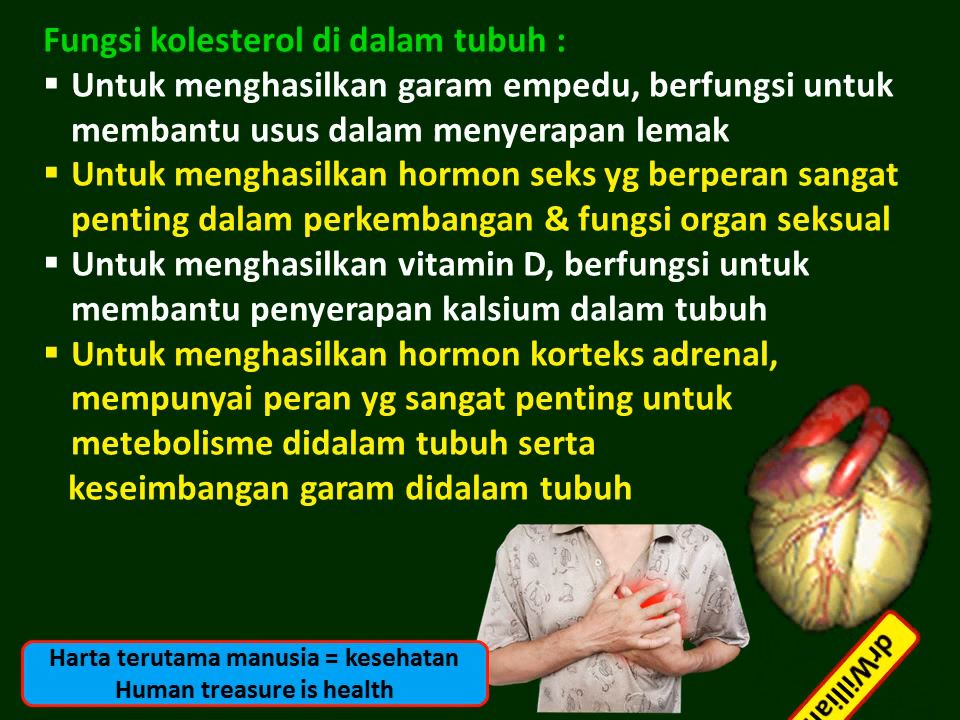 Fungsi kolesterol di dalam tubuh :
▪ Untuk menghasilkan garam empedu, berfungsi untuk
membantu usus dalam menyerapan lemak
▪ Untuk menghasilkan hormon seks yg berperan sangat
penting dalam perkembangan & fungsi organ seksual
▪ Untuk menghasilkan vitamin D, berfungsi untuk
membantu penyerapan kalsium dalam tubuh
▪ Untuk menghasilkan hormon korteks adrenal,
mempunyai peran yg sangat penting untuk
metebolisme didalam tubuh serta
keseimbangan garam didalam tubuh
Harta terutama manusia = kesehatan
Human treasure is health